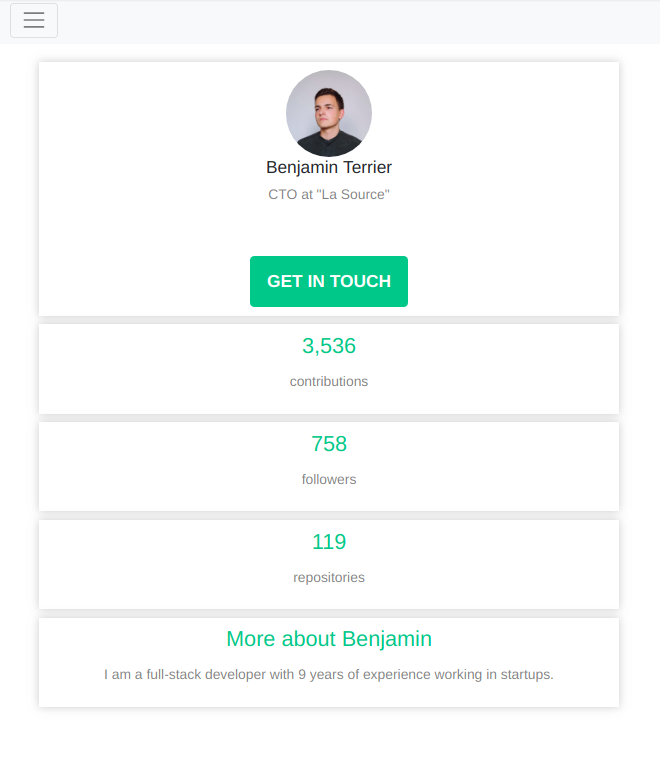 Benjamin Terrier
CTO at "La Source"
GET IN TOUCH
3,536
contributions
758
followers
119
repositories
More about Benjamin
I am a full-stack developer with 9 years of experience working in startups.